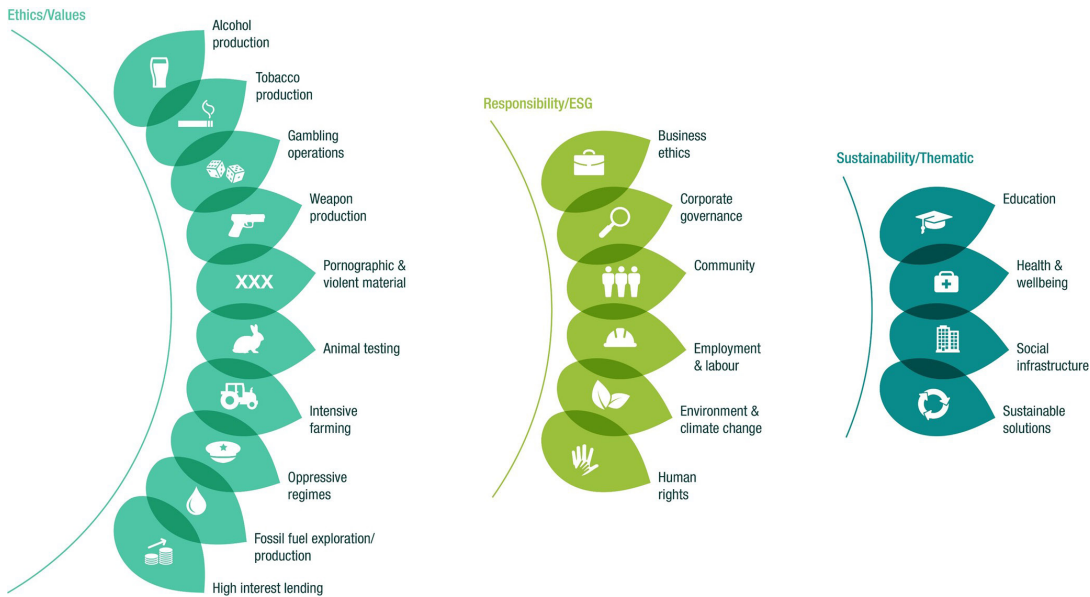 Ethics/Values
Alcohol
production
Tobacco
production
Gambling
operations
Weapon
production
XXX
Pornographic &
violent material
Animal testing
Intensive
farming
Oppressive
regimes
Fossil fuel exploration/
production
High interest lending
Responsibility/ESG
Business
ethics
Corporate
governance
Community
Employment
& labour
Environment &
climate change
Human
rights
Sustainability/Thematic
Education
Health &
wellbeing
Social
infrastructure
Sustainable
solutions